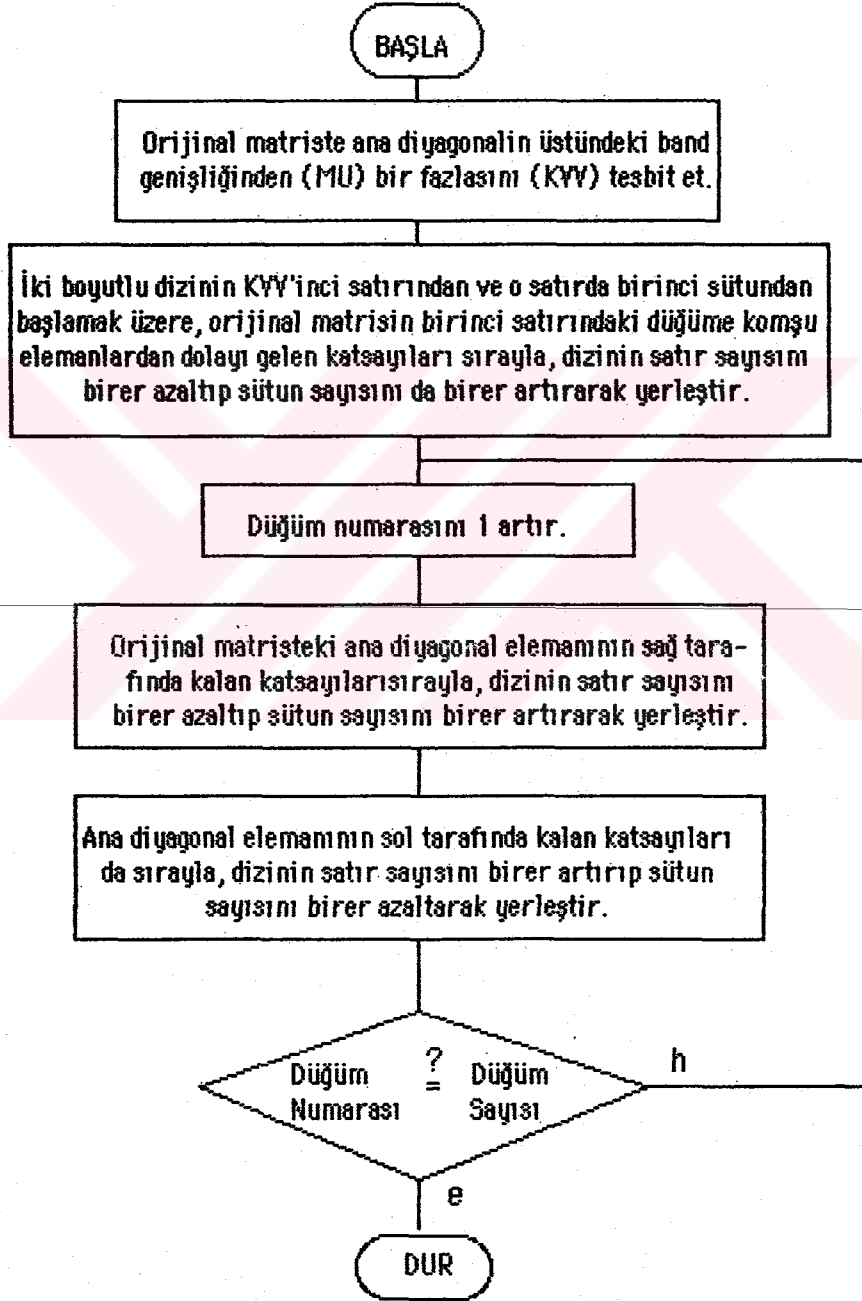 BAŞLA
Orijinal matriste ana diyagonalin üstündeki band
genişliğinden (MU) bir fazlasını (KYY) tesbit et.
İki boyutlu dizinin KYY'inci satırından ve o satırda birinci sütundan
başlamak üzere, orijinal matrisin birinci satırındaki düğüme komşu
elemanlardan dolayı gelen katsayıları sırayla, dizinin satır sayısını
birer azaltıp sütun sayısını da birer artırarak yerleştir.
Düğüm numarasını 1 artır.
Orijinal matristeki ana diyagonal elemanının sağ tara-
fında kalan katsayılarısırayla, dizinin satır sayısını
birer azaltıp sütun sayısını birer artırarak yerleştir.
Ana diyagonal elemanının sol tarafında kalan katsayıları
da sırayla, dizinin satır sayısını birer artırıp sütun
sayısını birer azaltarak yerleştir.
Düğüm ? Düğüm
Numarası = Sayısı
h
e
DUR